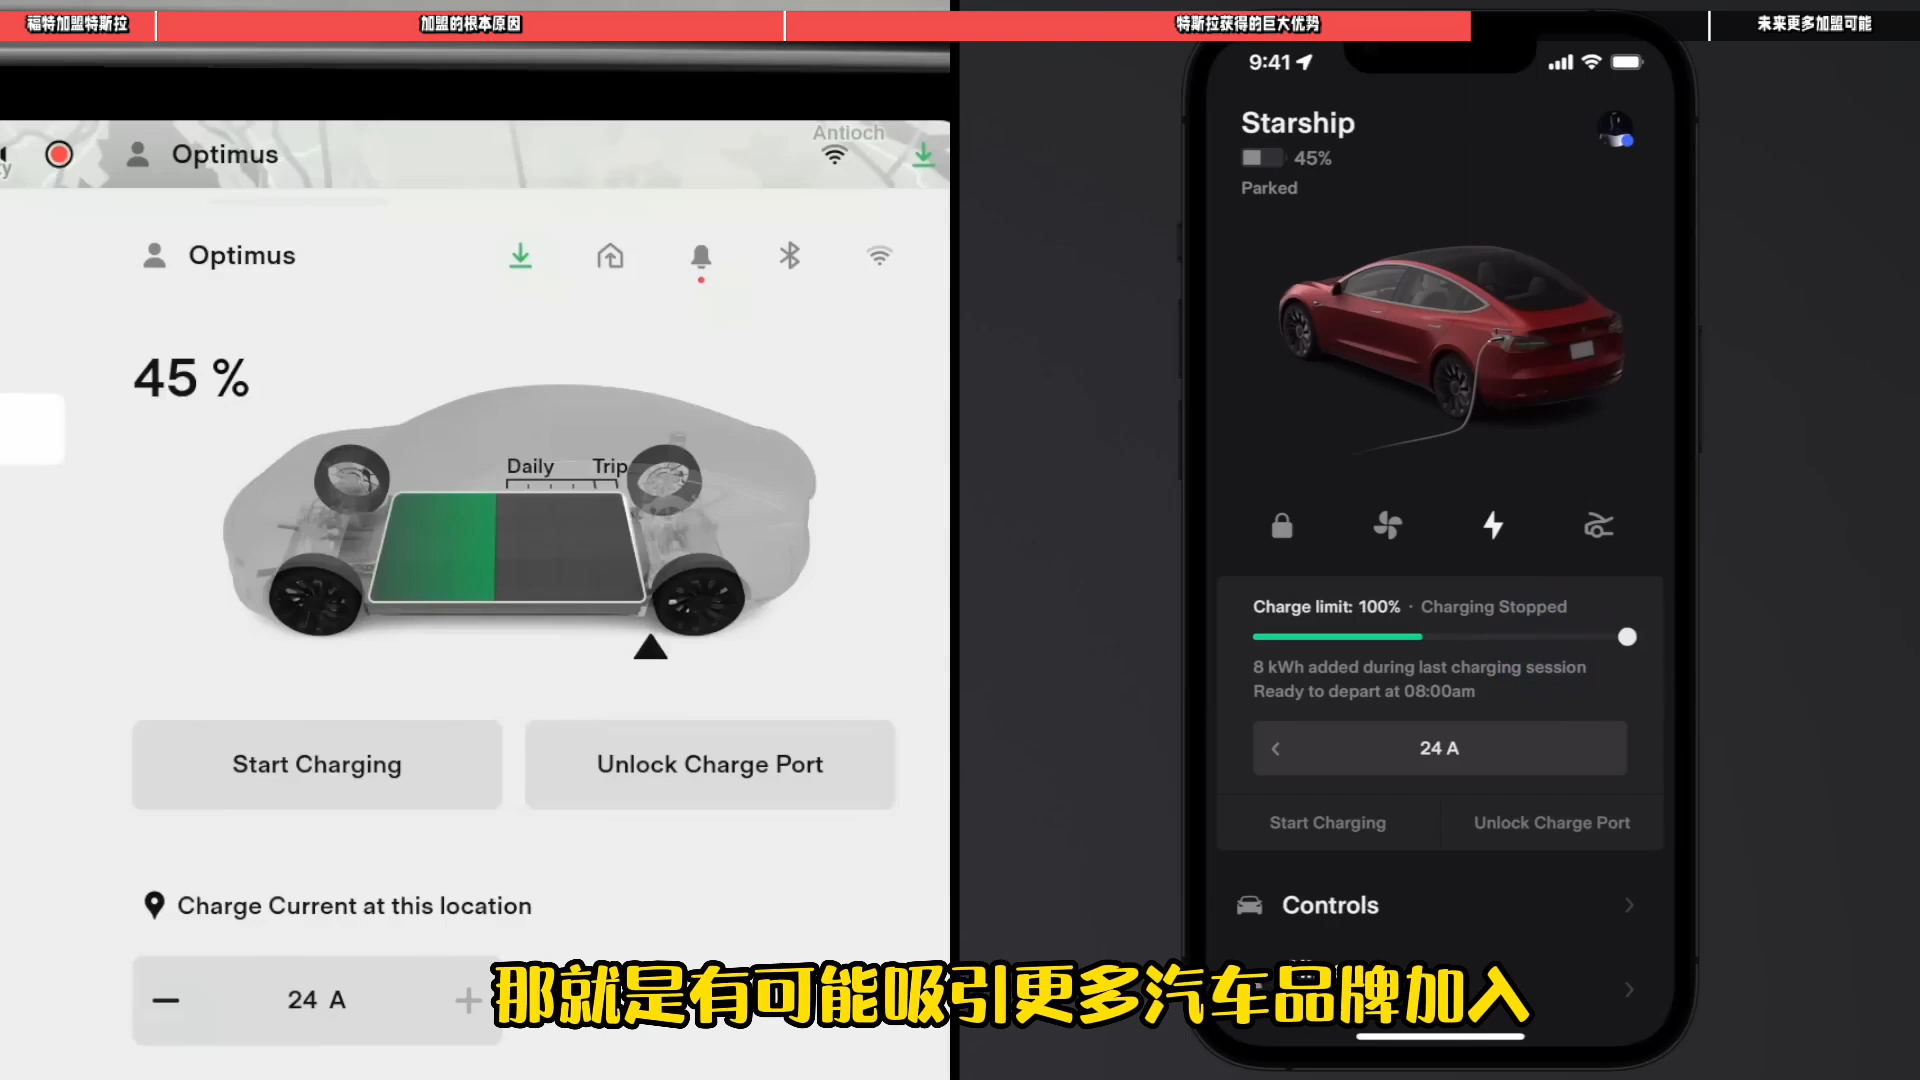 福特加盟特斯拉
加盟的根本原因
特斯拉获得的巨大优势
未来更多加盟可能
Antioch
Optimus
Optimus
45 %
Daily
Trip
Start Charging
Unlock Charge Port
Charge Current at this location
24 A
9:41
Starship
45%
Parked
Charge limit: 100% · Charging Stopped
8 kWh added during last charging session
Ready to depart at 08:00am
24 A
Start Charging
Unlock Charge Port
Controls
那就是有可能吸引更多汽车品牌加入